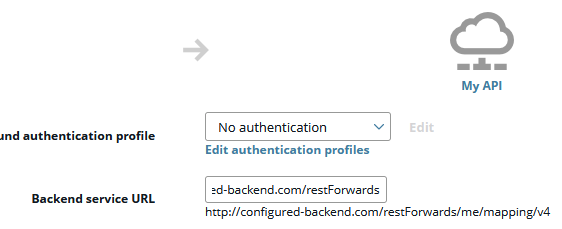 My API
und authentication profile
No authentication
Edit
Edit authentication profiles
Backend service URL
ed-backend.com/restForwards
http://configured-backend.com/restForwards/me/mapping/v4